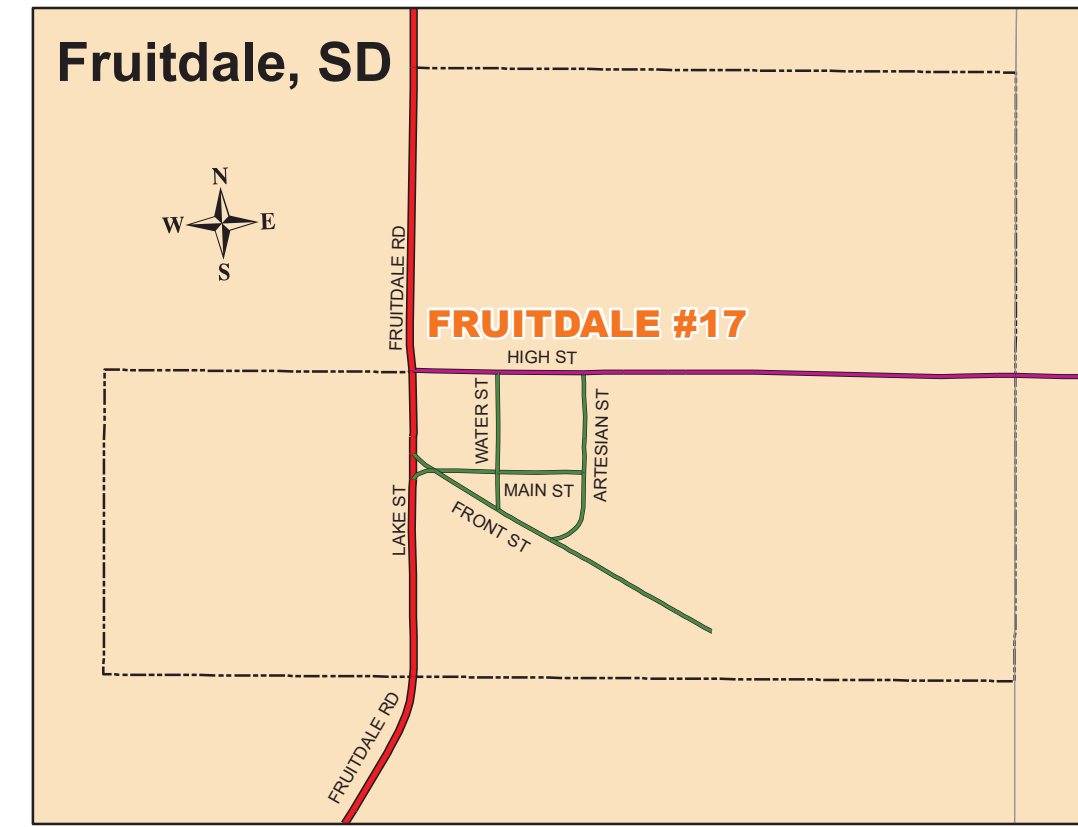 Fruitdale, SD
N
W
E
S
FRUITDALE RD
FRUITDALE #17
HIGH ST
WATER ST
ARTESIAN ST
MAIN ST
LAKE ST
FRONT ST
FRUITDALE RD